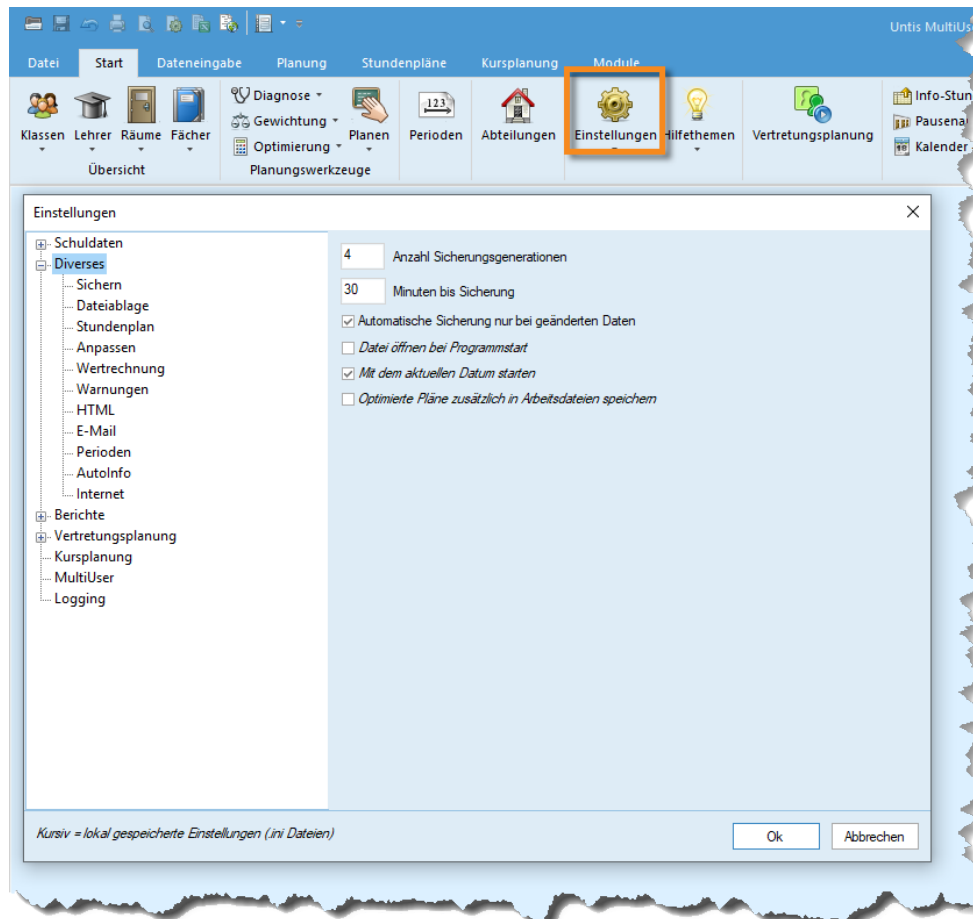 Untis MultiUs
Datei Start Dateneingabe Planung Stundenpläne Kursplanung Module
Klassen Lehrer Räume Fächer
Übersicht
Diagnose
Gewichtung
Optimierung
Planen
Planungswerkzeuge
123
Perioden
Abteilungen
Einstellungen
Hilfethemen
Vertretungsplanung
Info-Stun
Pausena
Kalender
Einstellungen
Schuldaten
Diverses
Sichern
Dateiablage
Stundenplan
Anpassen
Wertrechnung
Warnungen
HTML
E-Mail
Perioden
AutoInfo
Internet
Berichte
Vertretungsplanung
Kursplanung
MultiUser
Logging
4 Anzahl Sicherungsgenerationen
30 Minuten bis Sicherung
Automatische Sicherung nur bei geänderten Daten
Datei öffnen bei Programmstart
Mit dem aktuellen Datum starten
Optimierte Pläne zusätzlich in Arbeitsdateien speichern
Kursiv = lokal gespeicherte Einstellungen (.ini Dateien)
Ok Abbrechen